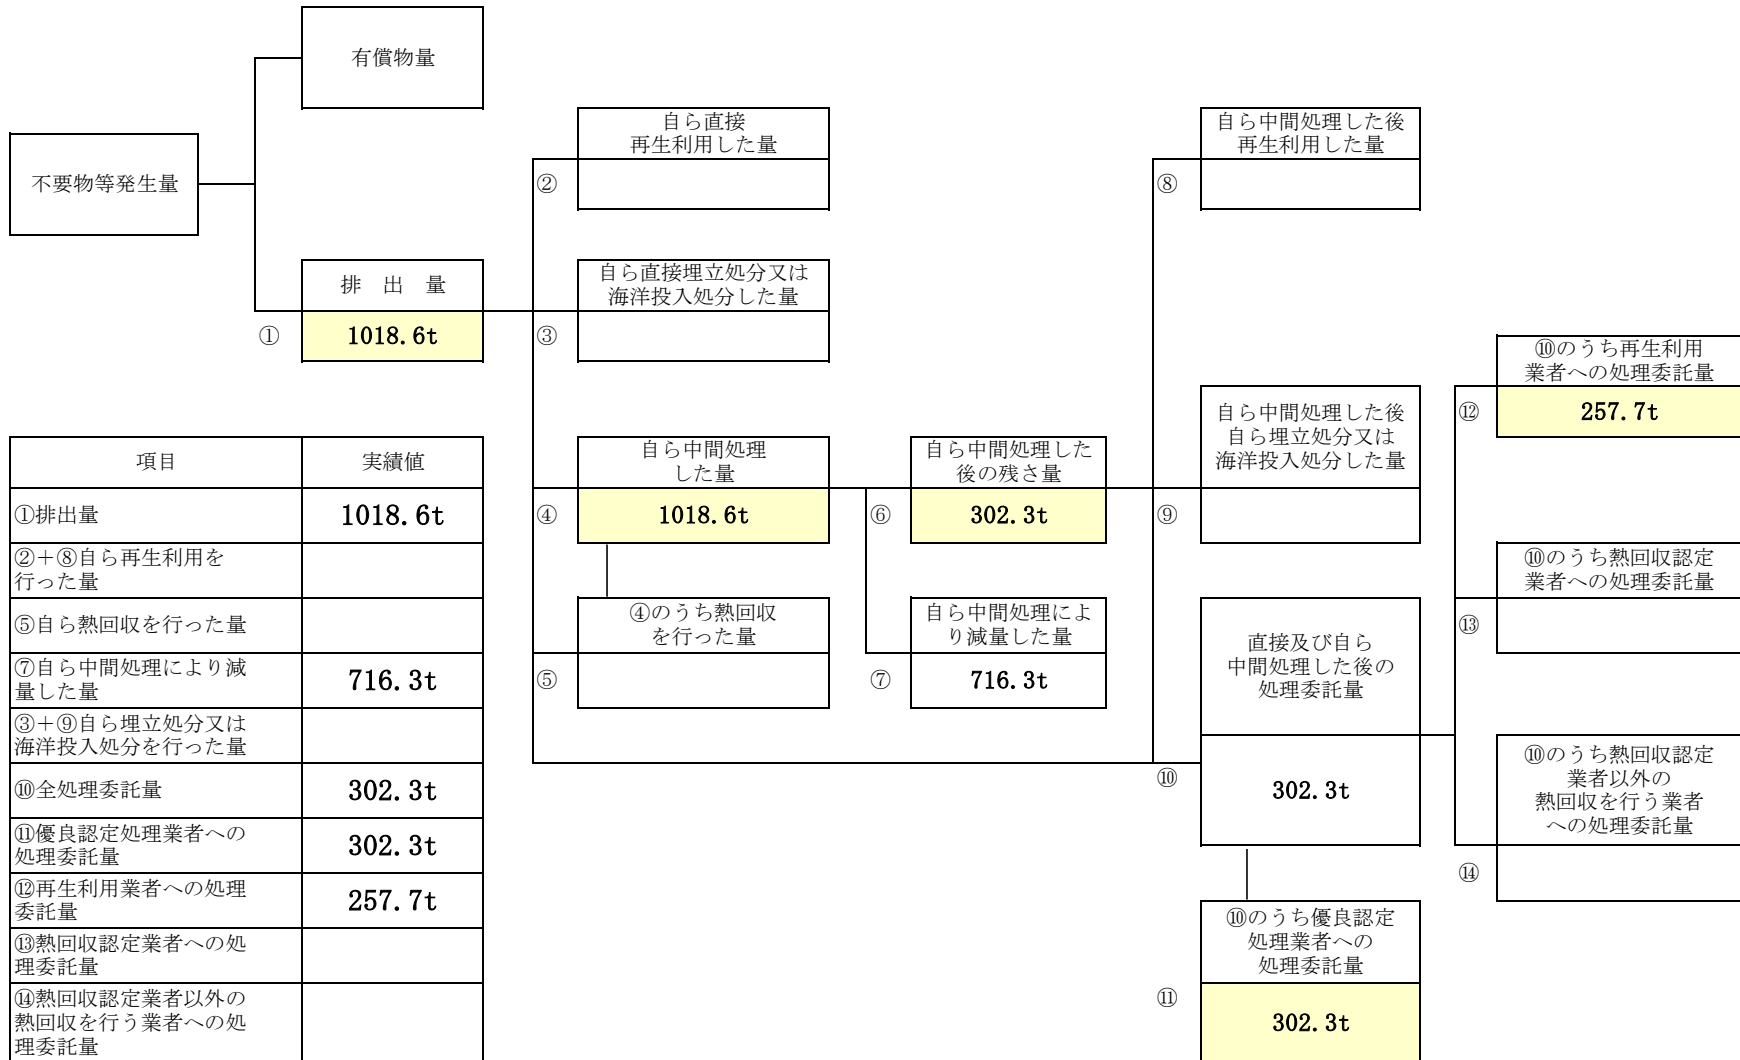 有償物量
不要物等発生量
排 出 量
①
1018.6t
自ら直接
再生利用した量
②
自ら直接埋立処分又は
海洋投入処分した量
③
自ら中間処理
した量
④
1018.6t
④のうち熱回収
を行った量
⑤
自ら中間処理した
後の残さ量
⑥
302.3t
自ら中間処理によ
り減量した量
⑦
716.3t
自ら中間処理した後
再生利用した量
⑧
自ら中間処理した後
自ら埋立処分又は
海洋投入処分した量
⑨
直接及び自ら
中間処理した後の
処理委託量
⑩
302.3t
⑩のうち優良認定
処理業者への
処理委託量
⑪
302.3t
⑩のうち再生利用
業者への処理委託量
⑫
257.7t
⑩のうち熱回収認定
業者への処理委託量
⑬
⑩のうち熱回収認定
業者以外の
熱回収を行う業者
への処理委託量
⑭
項目 実績値
①排出量 1018.6t
②+⑧自ら再生利用を
行った量
⑤自ら熱回収を行った量
⑦自ら中間処理により減
量した量 716.3t
③+⑨自ら埋立処分又は
海洋投入処分を行った量
⑩全処理委託量 302.3t
⑪優良認定処理業者への
処理委託量 302.3t
⑫再生利用業者への処理
委託量 257.7t
⑬熱回収認定業者への処
理委託量
⑭熱回収認定業者以外の
熱回収を行う業者への処
理委託量